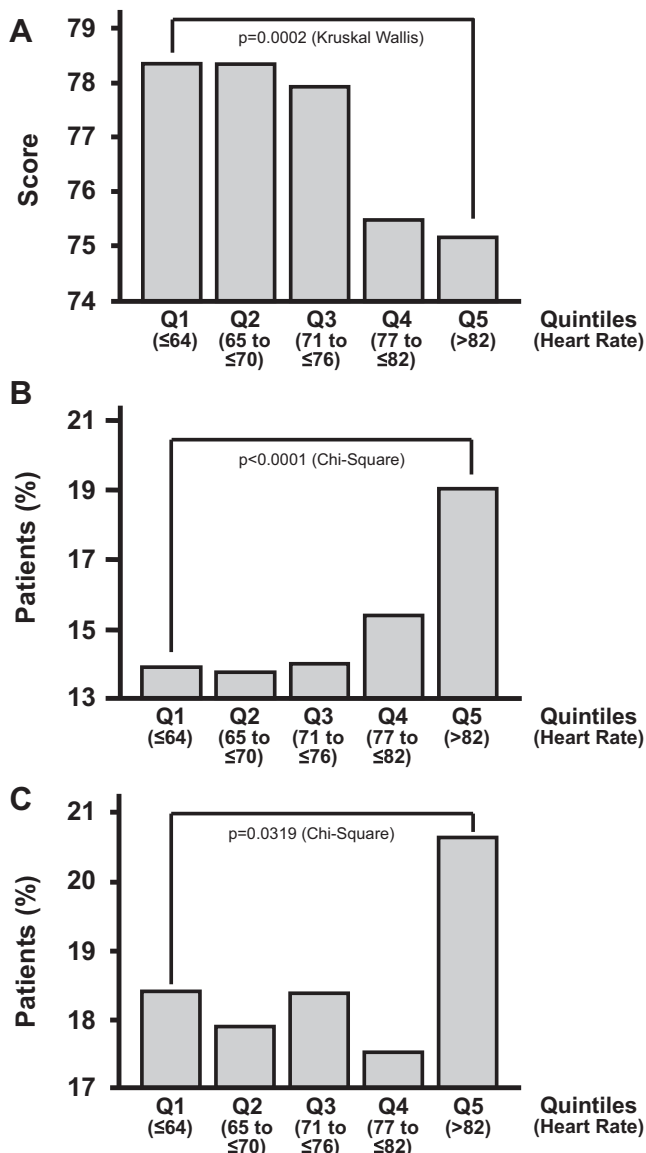 A
79
p=0.0002 (Kruskal Wallis)
78
77
Score
76
75
74
Q1 Q2 Q3 Q4 Q5 Quintiles
(≤64) (65 to (71 to (77 to (>82) (Heart Rate)
≤70) ≤76) ≤82)
B
21
p<0.0001 (Chi-Square)
19
Patients (%)
17
15
13
Q1 Q2 Q3 Q4 Q5 Quintiles
(≤64) (65 to (71 to (77 to (>82) (Heart Rate)
≤70) ≤76) ≤82)
C
21
p=0.0319 (Chi-Square)
20
Patients (%)
19
18
17
Q1 Q2 Q3 Q4 Q5 Quintiles
(≤64) (65 to (71 to (77 to (>82) (Heart Rate)
≤70) ≤76) ≤82)